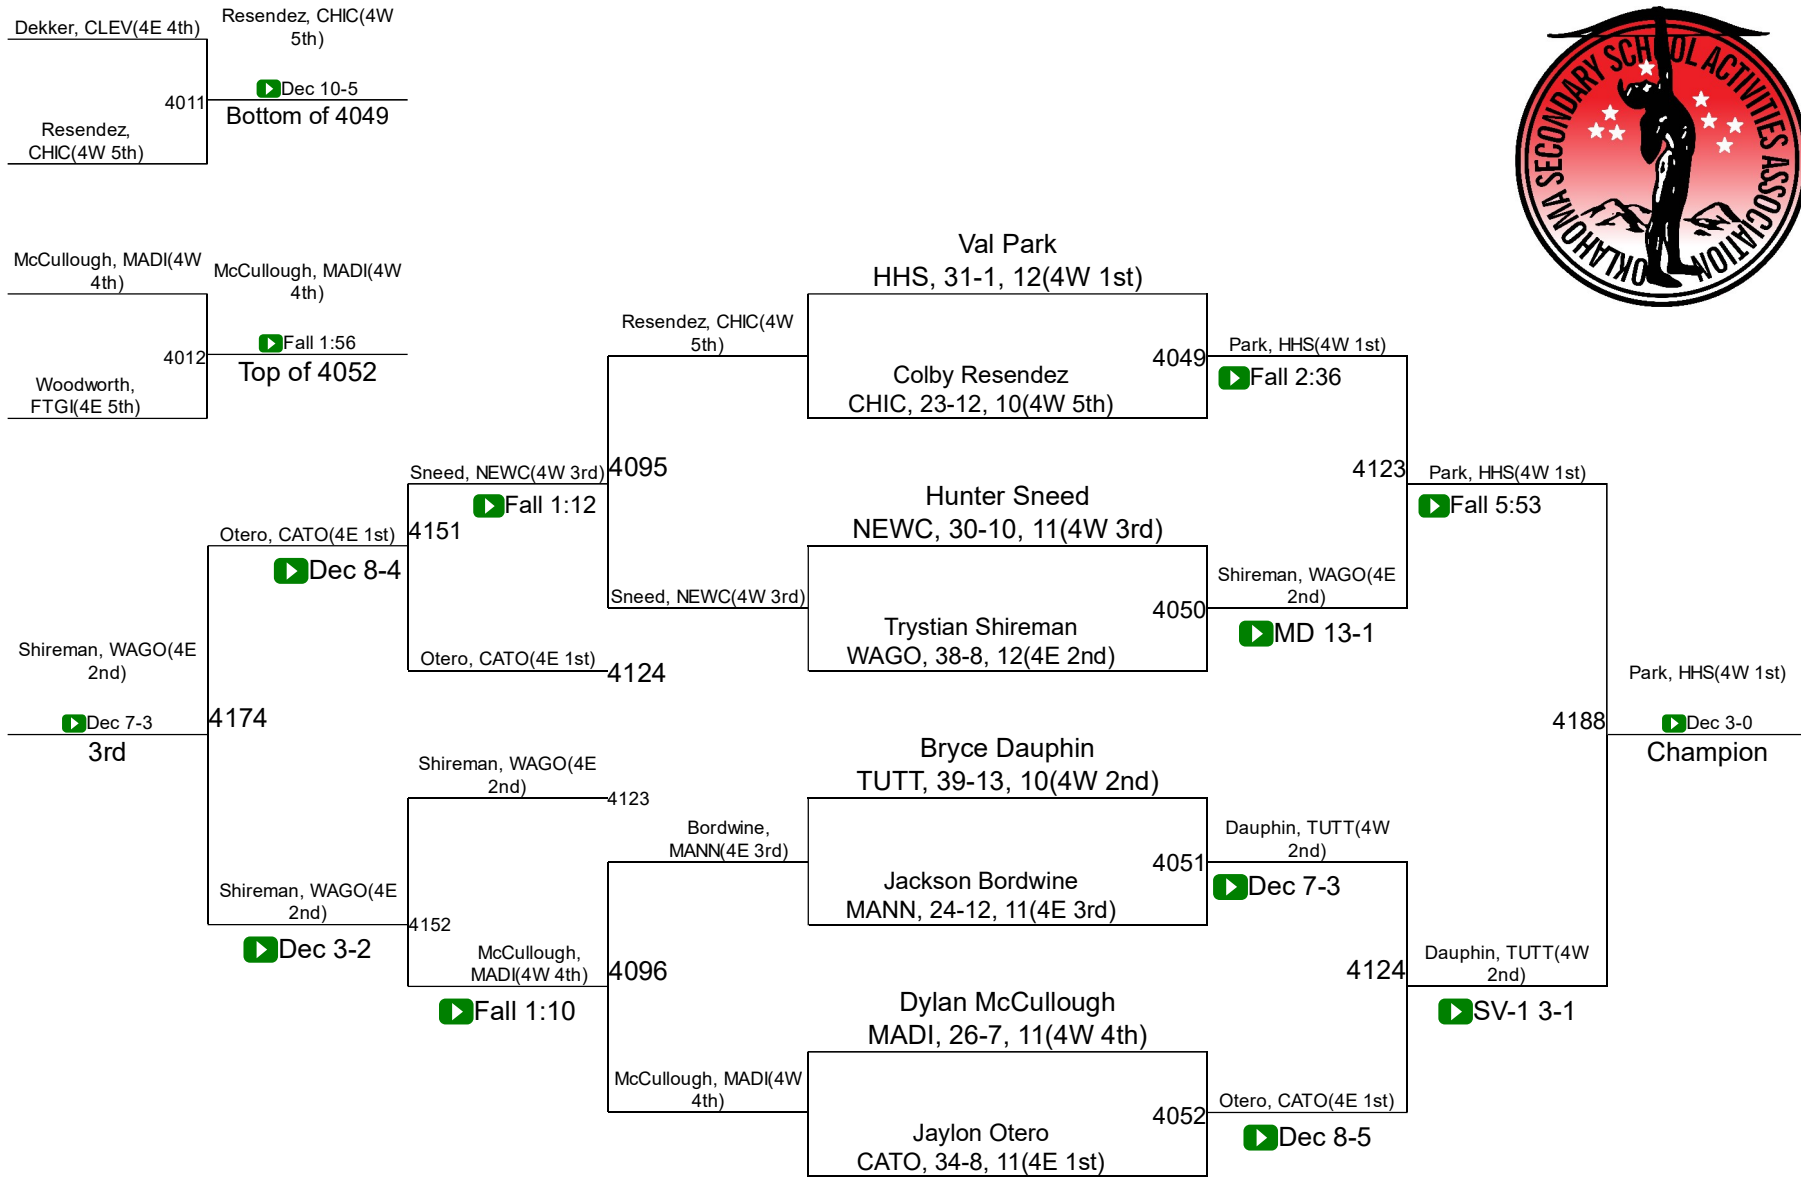 Dekker, CLEV(4E 4th)
4011
Resendez,
CHIC(4W 5th)
Resendez, CHIC(4W
5th)
Dec 10-5
Bottom of 4049
McCullough, MADI(4W
4th)
4012
Woodworth,
FTGI(4E 5th)
McCullough, MADI(4W
4th)
Fall 1:56
Top of 4052
OKLAHOMA SECONDARY SCHOOL ACTIVITIES ASSOCIATION
Val Park
HHS, 31-1, 12(4W 1st)
4049
Colby Resendez
CHIC, 23-12, 10(4W 5th)
Hunter Sneed
NEWC, 30-10, 11(4W 3rd)
4050
Trystian Shireman
WAGO, 38-8, 12(4E 2nd)
Bryce Dauphin
TUTT, 39-13, 10(4W 2nd)
4051
Jackson Bordwine
MANN, 24-12, 11(4E 3rd)
Dylan McCullough
MADI, 26-7, 11(4W 4th)
4052
Jaylon Otero
CATO, 34-8, 11(4E 1st)
Park, HHS(4W 1st)
Fall 2:36
4123
Shireman, WAGO(4E
2nd)
MD 13-1
Dauphin, TUTT(4W
2nd)
Dec 7-3
4124
Otero, CATO(4E 1st)
Dec 8-5
Park, HHS(4W 1st)
Fall 5:53
4188
Dauphin, TUTT(4W
2nd)
SV-1 3-1
Park, HHS(4W 1st)
Dec 3-0
Champion
Resendez, CHIC(4W
5th)
4095
Sneed, NEWC(4W 3rd)
Bordwine,
MANN(4E 3rd)
4096
McCullough, MADI(4W
4th)
Sneed, NEWC(4W 3rd)
Fall 1:12
4151
Otero, CATO(4E 1st)
4124
Shireman, WAGO(4E
2nd)
4123
4152
McCullough,
MADI(4W 4th)
Fall 1:10
Otero, CATO(4E 1st)
Dec 8-4
4174
Shireman, WAGO(4E
2nd)
Dec 3-2
Shireman, WAGO(4E
2nd)
Dec 7-3
3rd